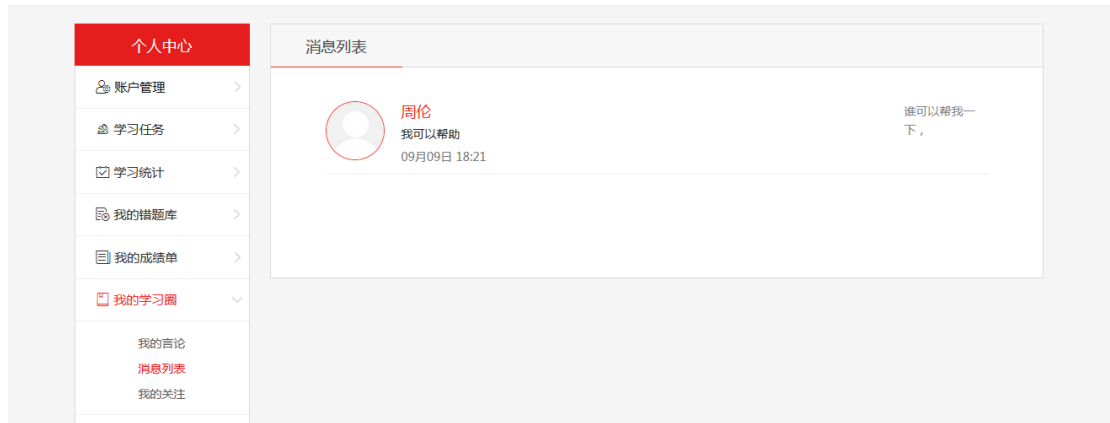 个人中心
账户管理
学习任务
学习统计
我的错题库
我的成绩单
我的学习圈
我的言论
消息列表
我的关注
消息列表
周伦
我可以帮助
09月09日 18:21
谁可以帮我一
下，